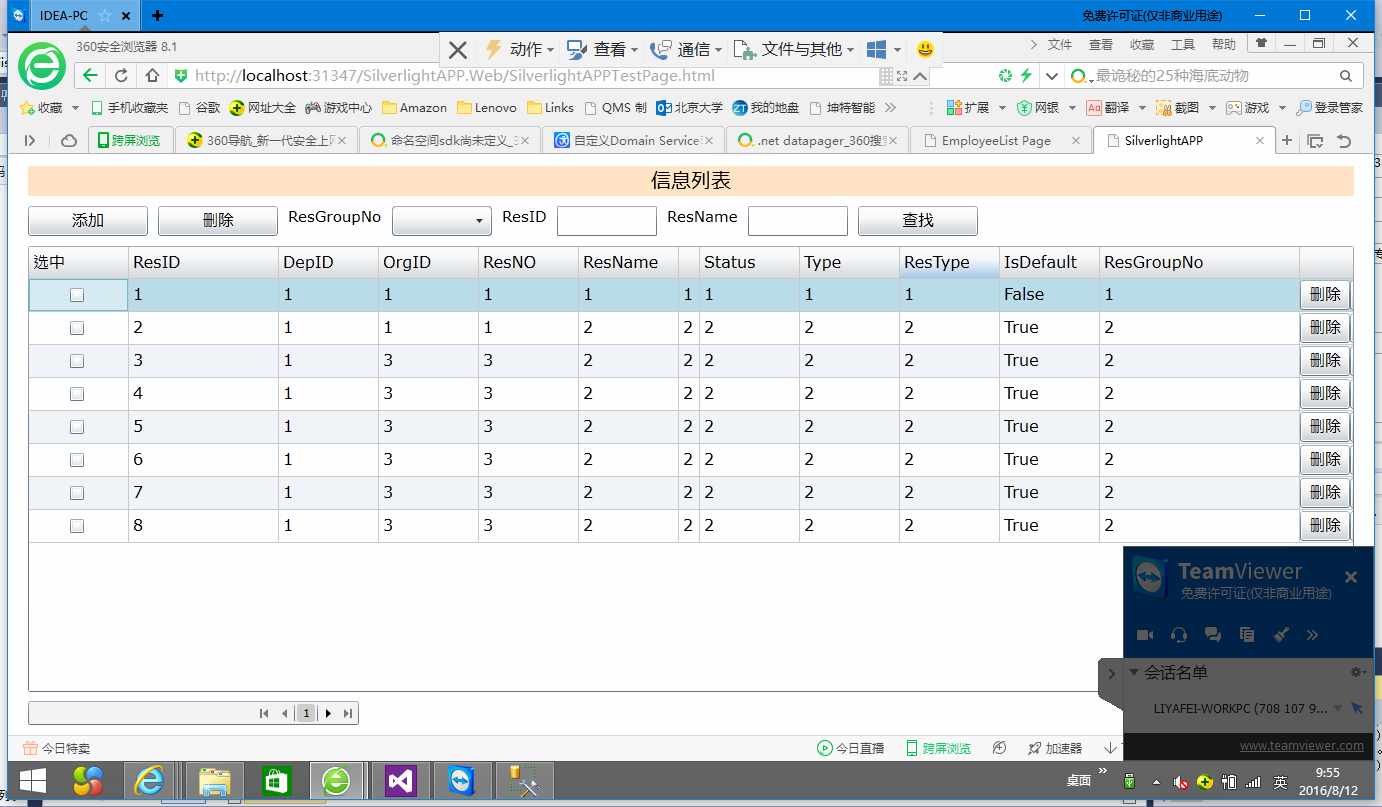 IDEA-PC
免费许可证(仅非商业用途)
360安全浏览器 8.1
动作
查看
通信
文件与其他
文件 查看 收藏 工具 帮助
http://localhost:31347/SilverlightAPP.Web/SilverlightAPPTestPage.html
最诡秘的25种海底动物
收藏 手机收藏夹 谷歌 网址大全 游戏中心 Amazon Lenovo Links QMS 制 北京大学 我的地盘 坤特智能 扩展 网银 翻译 截图 游戏 登录管家
跨屏浏览
360导航_新一代安全上网
命名空间sdk尚未定义_3
自定义Domain Service
.net datapager_360搜
EmployeeList Page
SilverlightAPP
信息列表
添加 删除 ResGroupNo ResID ResName 查找
选中 ResID DepID OrgID ResNO ResName Status Type ResType IsDefault ResGroupNo
1 1 1 1 1 1 1 1 1 False 1 删除
2 1 1 1 2 2 2 2 2 True 2 删除
3 1 3 3 2 2 2 2 2 True 2 删除
4 1 3 3 2 2 2 2 2 True 2 删除
5 1 3 3 2 2 2 2 2 True 2 删除
6 1 3 3 2 2 2 2 2 True 2 删除
7 1 3 3 2 2 2 2 2 True 2 删除
8 1 3 3 2 2 2 2 2 True 2 删除
TeamViewer
免费许可证(仅非商业用途)
会话名单
LIYAFEI-WORKPC (708 107 9...
www.teamviewer.com
1
今日特卖
今日直播 跨屏浏览 加速器
桌面
英
9:55
2016/8/12